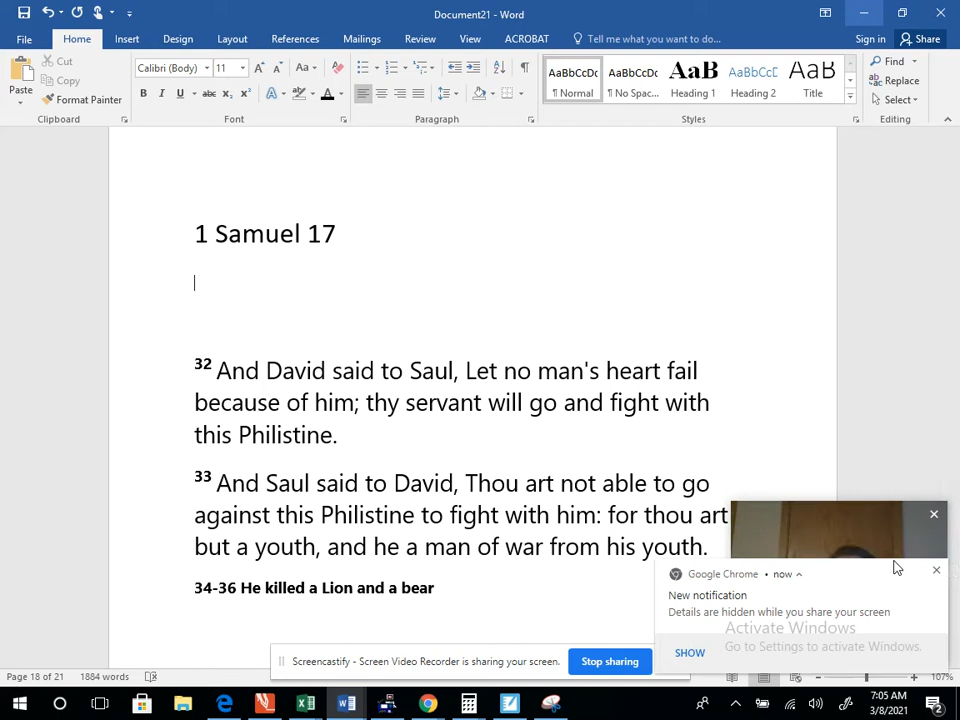 Document21 - Word
File Home Insert Design Layout References Mailings Review View ACROBAT Tell me what you want to do... Sign in Share
Paste
Cut
Copy
Format Painter
Clipboard
Calibri (Body) 11
Font
Paragraph
AaBbCcDc AaBbCcDc AaBbC AaBbCcC AaB
¶ Normal ¶ No Spac... Heading 1 Heading 2 Title
Styles
Find
Replace
Select
Editing
1 Samuel 17
32 And David said to Saul, Let no man's heart fail
because of him; thy servant will go and fight with
this Philistine.
33 And Saul said to David, Thou art not able to go
against this Philistine to fight with him: for thou art
but a youth, and he a man of war from his youth.
34-36 He killed a Lion and a bear
Google Chrome • now
New notification
Details are hidden while you share your screen
SHOW
Activate Windows
Go to Settings to activate Windows.
Screencastify - Screen Video Recorder is sharing your screen.
Stop sharing
Page 18 of 21 1884 words 107%
7:05 AM
3/8/2021
2